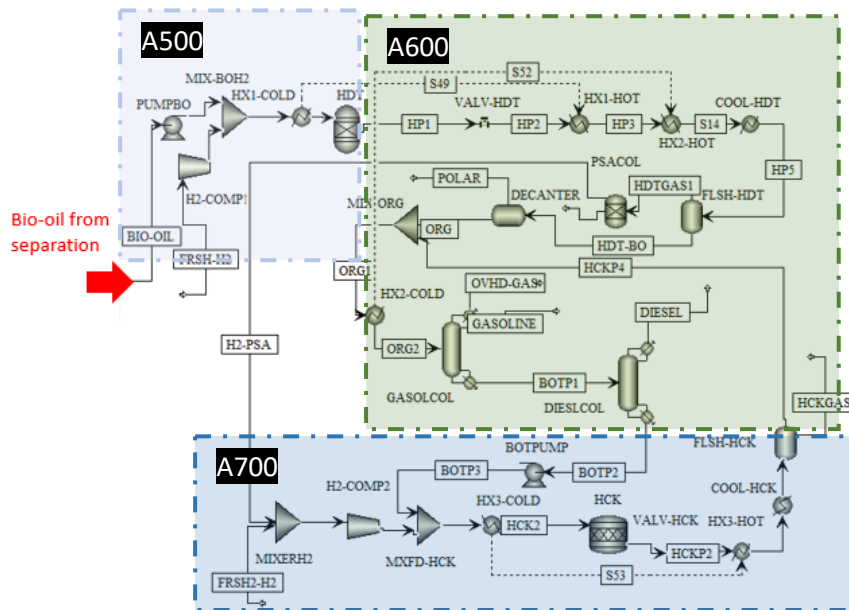 A500
A600
S52
MIX-BOH2
S49
HX1-COLD
HDT
VALV-HDT
HX1-HOT
COOL-HDT
PUMPBO
HP1
HP2
HP3
S14
HX2-HOT
PSACOL
HP5
H2-COMP1
POLAR
DECANTER
HDTGAS1
FLSH-HDT
MIX-ORG
ORG
Bio-oil from
separation
BIO-OIL
HDT-BO
FRSH-H2
HCKP4
ORG1
OVHD-GAS
HX2-COLD
GASOLINE
DIESEL
H2-PSA
ORG2
BOTP1
GASOLCOL
DIESLCOL
HCKGAS
A700
BOTPUMP
FLSH-HCK
BOTP3
BOTP2
H2-COMP2
HX3-COLD
HCK
COOL-HCK
HCK2
VALV-HCK
HX3-HOT
MIXERH2
MXFD-HCK
HCKP2
FRSH2-H2
S53